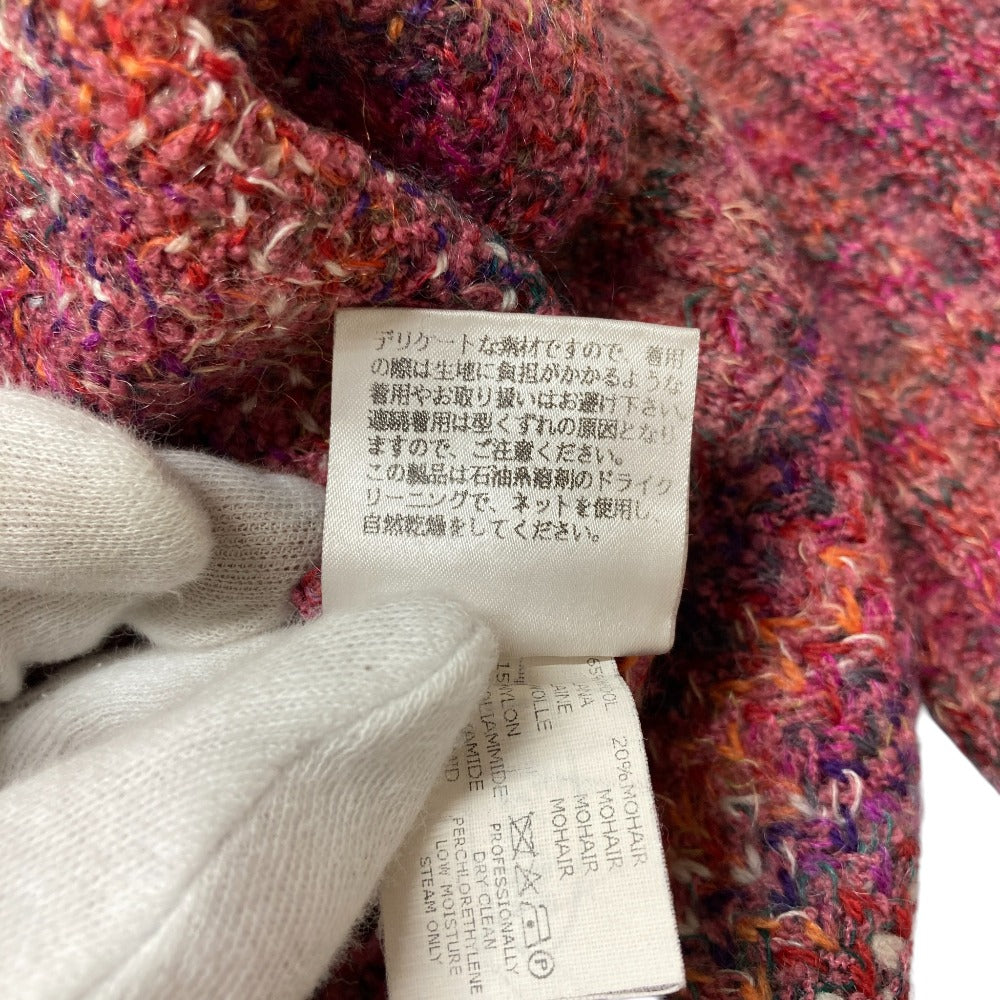 デリケートな素材ですので、着用
の際は生地に負担がかかるような
着用やお取り扱いはお避け下さい。
連続着用は型くずれの原因となり
ますので、ご注意ください。
この製品は石油系溶剤のドライク
リーニングで、ネットを使用し、
自然乾燥をしてください。
20% MOHAIR
MOHAIR
MOHAIR
MOHAIR
NYLON
PROFESSIONALLY
DRY CLEAN
PERCHLORETHYLENE
LOW MOISTURE
STEAM ONLY
P